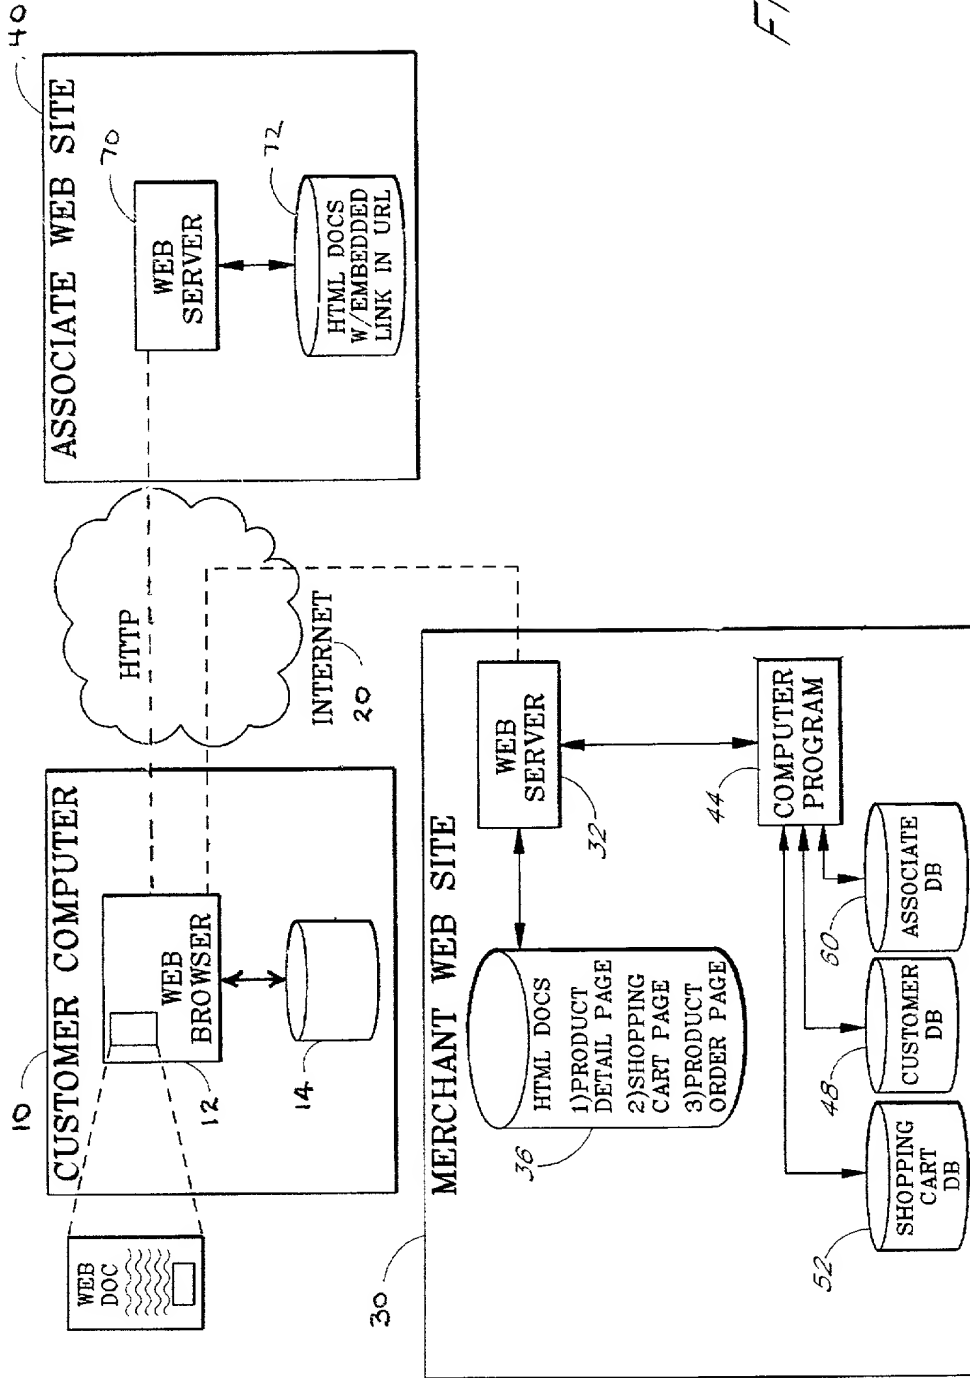 10
CUSTOMER COMPUTER
WEB
DOC
WEB
BROWSER
12
14
HTTP
INTERNET
20
40
ASSOCIATE WEB SITE
70
WEB
SERVER
72
HTML DOCS
W/EMBEDDED
LINK IN URL
30
MERCHANT WEB SITE
HTML DOCS
1)PRODUCT
DETAIL PAGE
2)SHOPPING
CART PAGE
3)PRODUCT
ORDER PAGE
36
WEB
SERVER
32
44
COMPUTER
PROGRAM
52
SHOPPING
CART
DB
48
CUSTOMER
DB
60
ASSOCIATE
DB